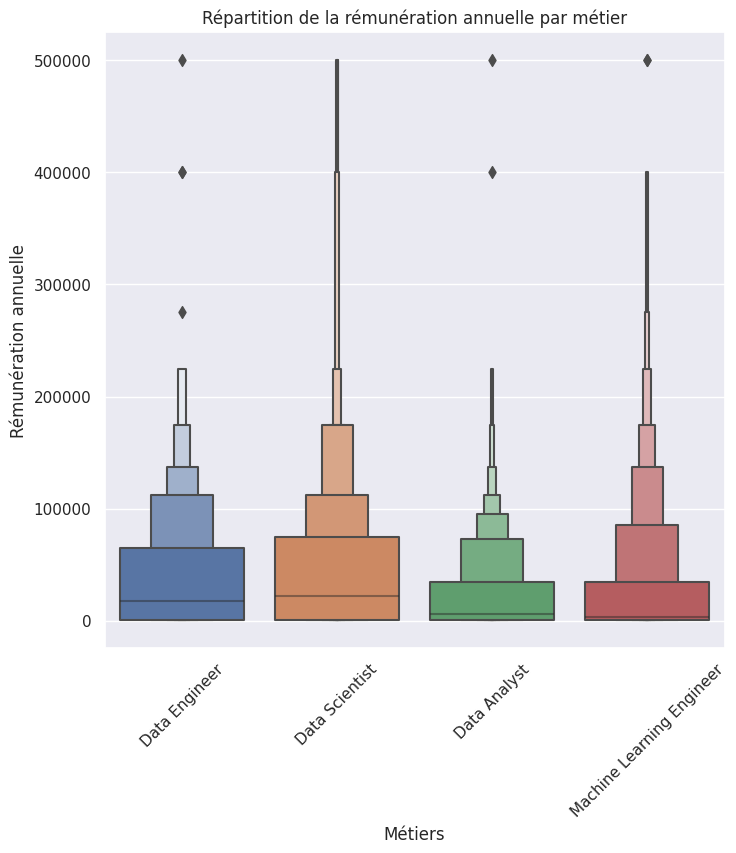 Répartition de la rémunération annuelle par métier
Rémunération annuelle
500000
400000
300000
200000
100000
0
Data Engineer
Data Scientist
Data Analyst
Machine Learning Engineer
Métiers